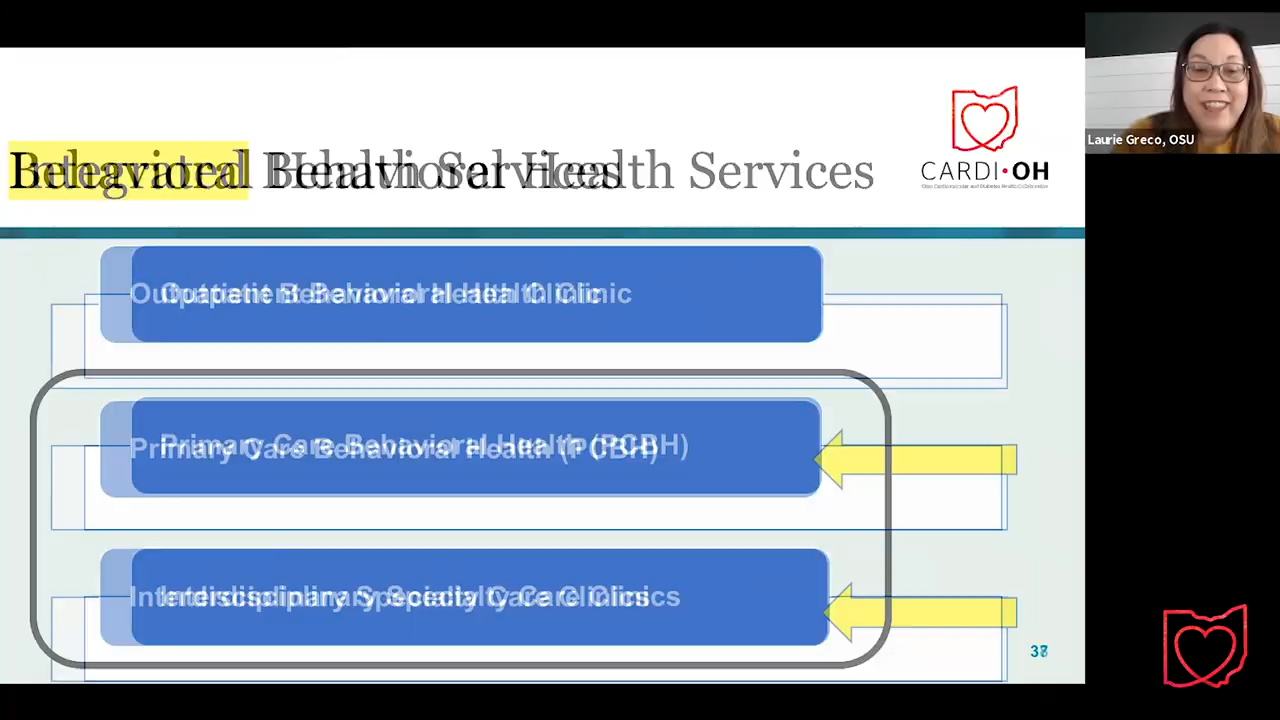 Laurie Greco, OSU
CARDI•OH
Behavioral Health Services
Integrated Behavioral Health Services
Outpatient Behavioral Health Clinic
Primary Care Behavioral Health (PCBH)
Interdisciplinary Specialty Care Clinics